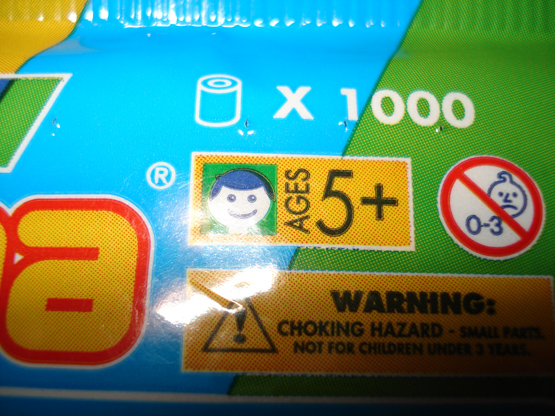 X 1000
®
AGES 5+
0-3
a
WARNING:
CHOKING HAZARD - SMALL PARTS.
NOT FOR CHILDREN UNDER 3 YEARS.